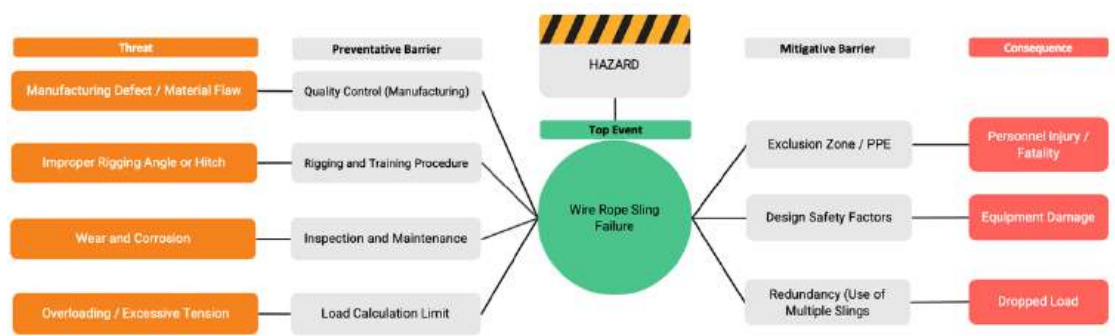 Threat
Preventative Barrier
HAZARD
Mitigative Barrier
Consequence
Manufacturing Defect / Material Flaw
Quality Control (Manufacturing)
Top Event
Improper Rigging Angle or Hitch
Rigging and Training Procedure
Exclusion Zone / PPE
Personnel Injury /
Fatality
Wire Rope Sling
Failure
Wear and Corrosion
Inspection and Maintenance
Design Safety Factors
Equipment Damage
Overloading / Excessive Tension
Load Calculation Limit
Redundancy (Use of
Multiple Slings
Dropped Load